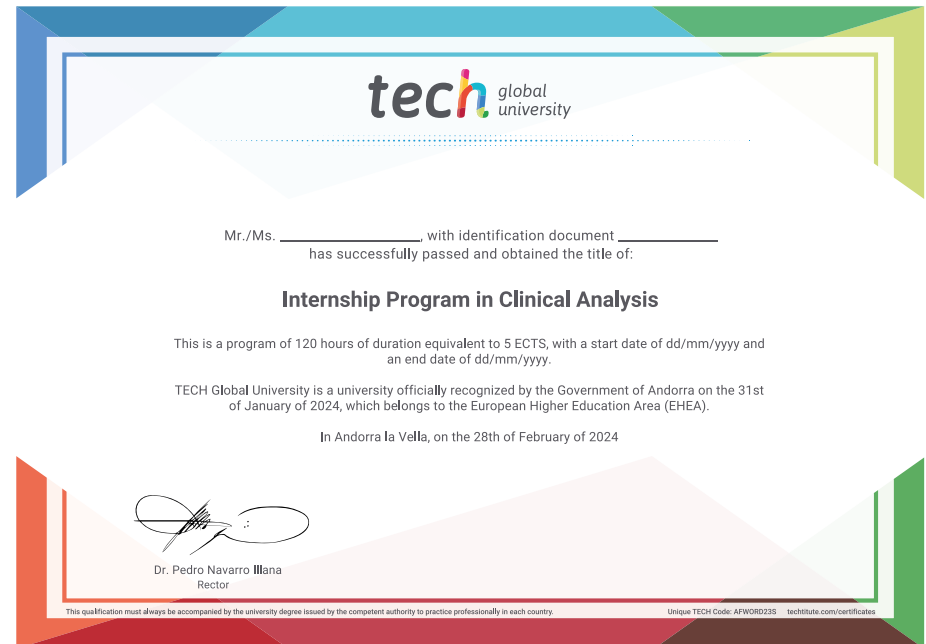 tech global university
Mr./Ms. ____________, with identification document ____________
has successfully passed and obtained the title of:
Internship Program in Clinical Analysis
This is a program of 120 hours of duration equivalent to 5 ECTS, with a start date of dd/mm/yyyy and
an end date of dd/mm/yyyy.
TECH Global University is a university officially recognized by the Government of Andorra on the 31st
of January of 2024, which belongs to the European Higher Education Area (EHEA).
In Andorra la Vella, on the 28th of February of 2024
Dr. Pedro Navarro Illana
Rector
This qualification must always be accompanied by the university degree issued by the competent authority to practice professionally in each country.
Unique TECH Code: AFWORD23S techtitute.com/certificates